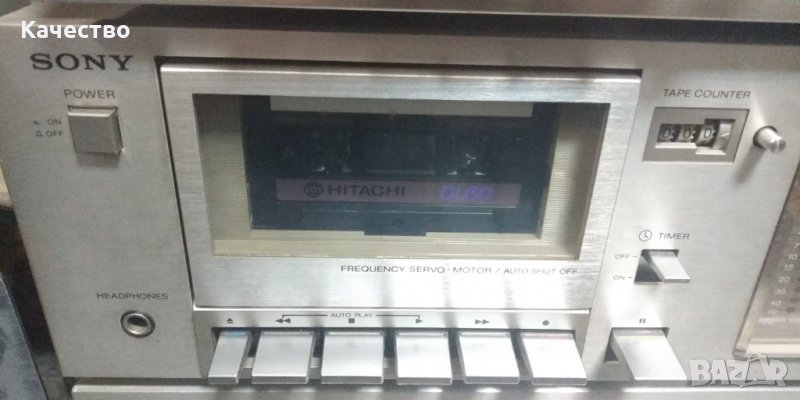 Качество
SONY
POWER
ON
OFF
TAPE COUNTER
HITACHI
TIMER
OFF
ON
FREQUENCY SERVO MOTOR / AUTO SHUT OFF
HEADPHONES
AUTO PLAY
BAZAR